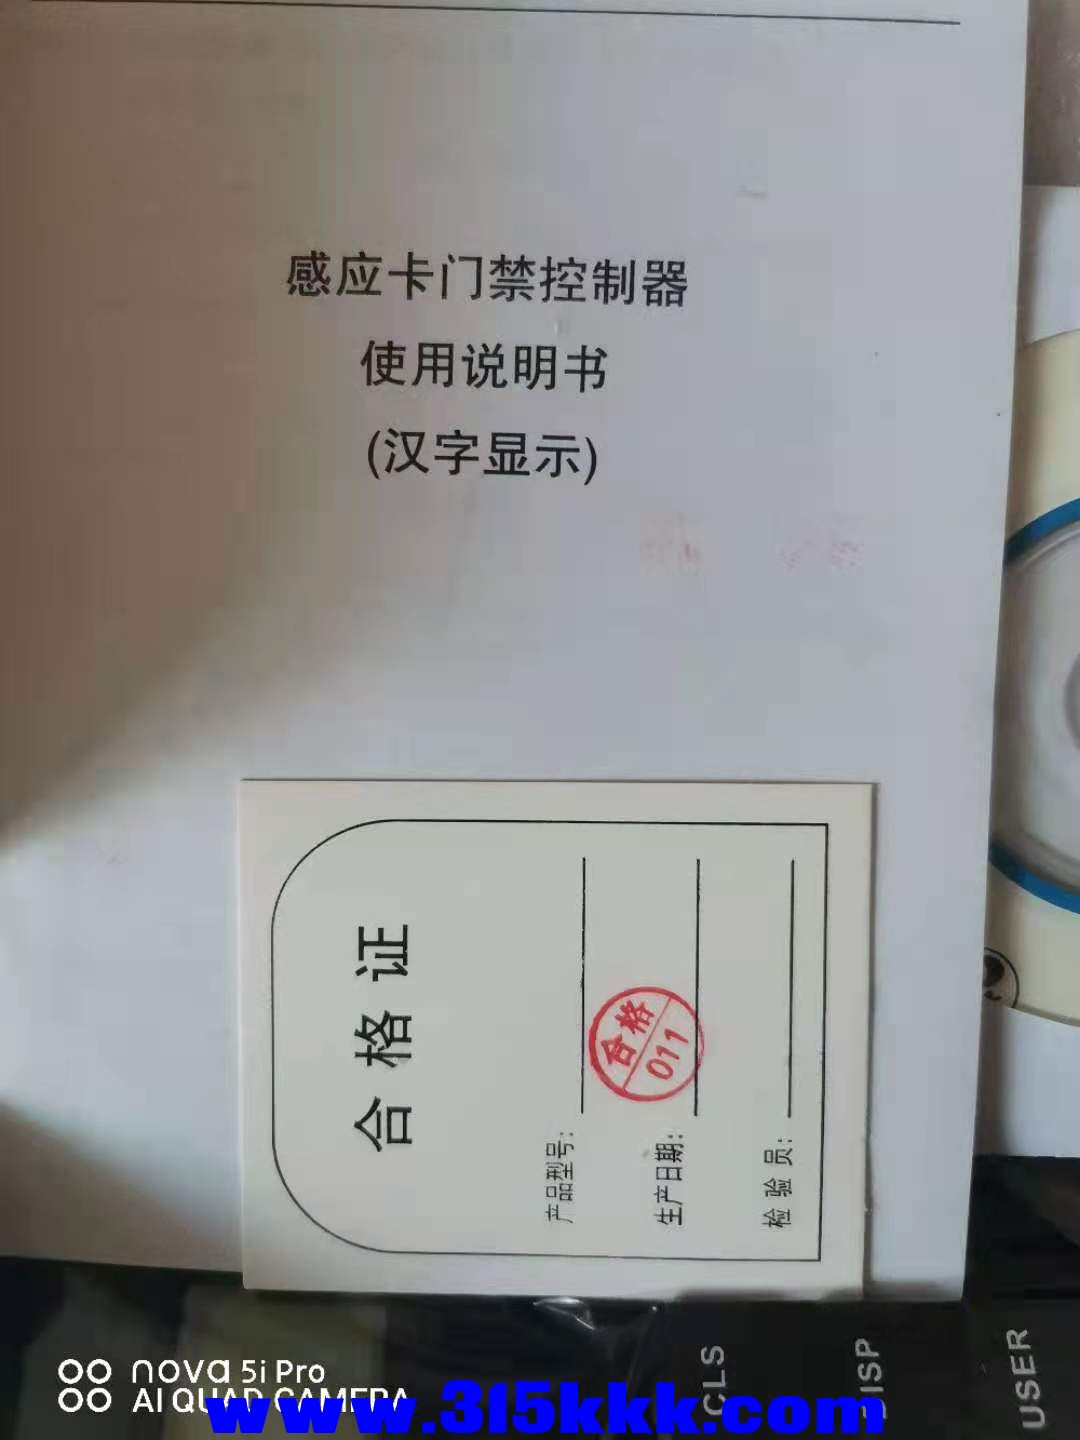 感应卡门禁控制器
使用说明书
(汉字显示)
合格证
产品型号:
生产日期:
检验员:
合格
011
CLS
DISP
USER
nova 5i Pro
AI QUAD CAMERA
www.315kkk.com